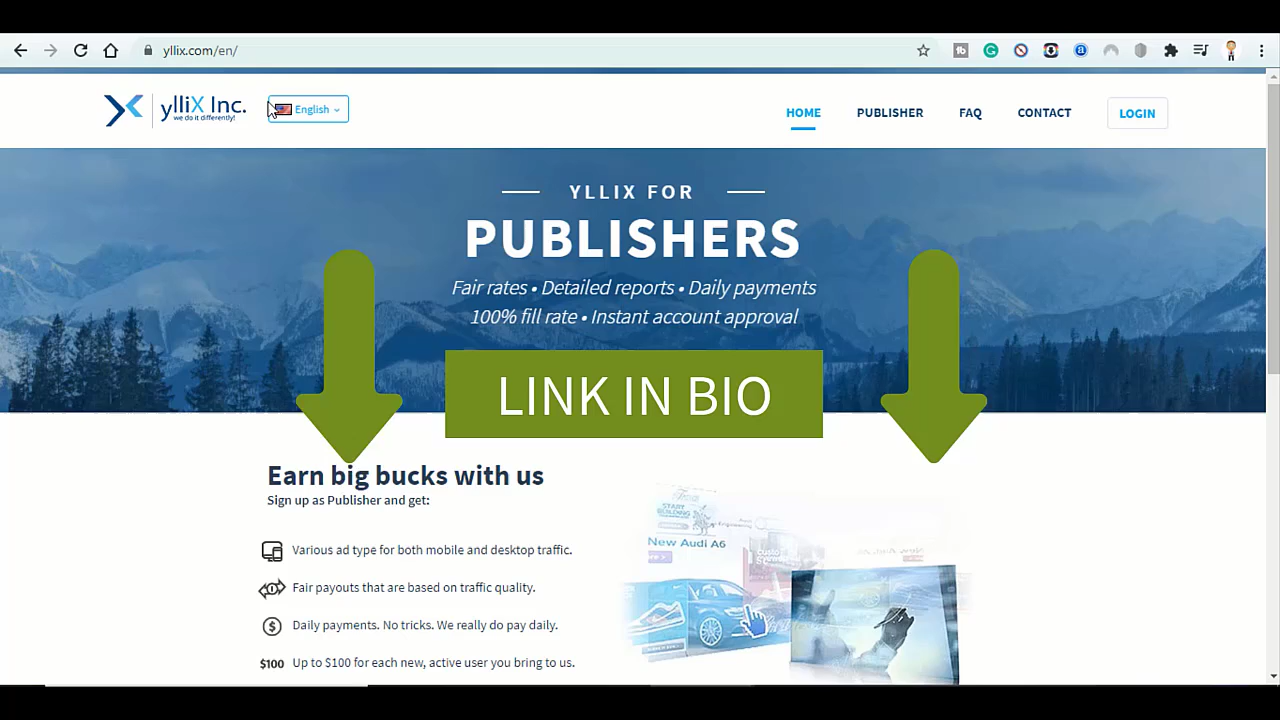 yllix.com/en/
yllix Inc.
we do it differently!
English
HOME
PUBLISHER
FAQ
CONTACT
LOGIN
YLLIX FOR
PUBLISHERS
Fair rates • Detailed reports • Daily payments
100% fill rate • Instant account approval
LINK IN BIO
Earn big bucks with us
Sign up as Publisher and get:
Various ad type for both mobile and desktop traffic.
Fair payouts that are based on traffic quality.
Daily payments. No tricks. We really do pay daily.
$100 Up to $100 for each new, active user you bring to us.
START
BUILDING
New Audi A6